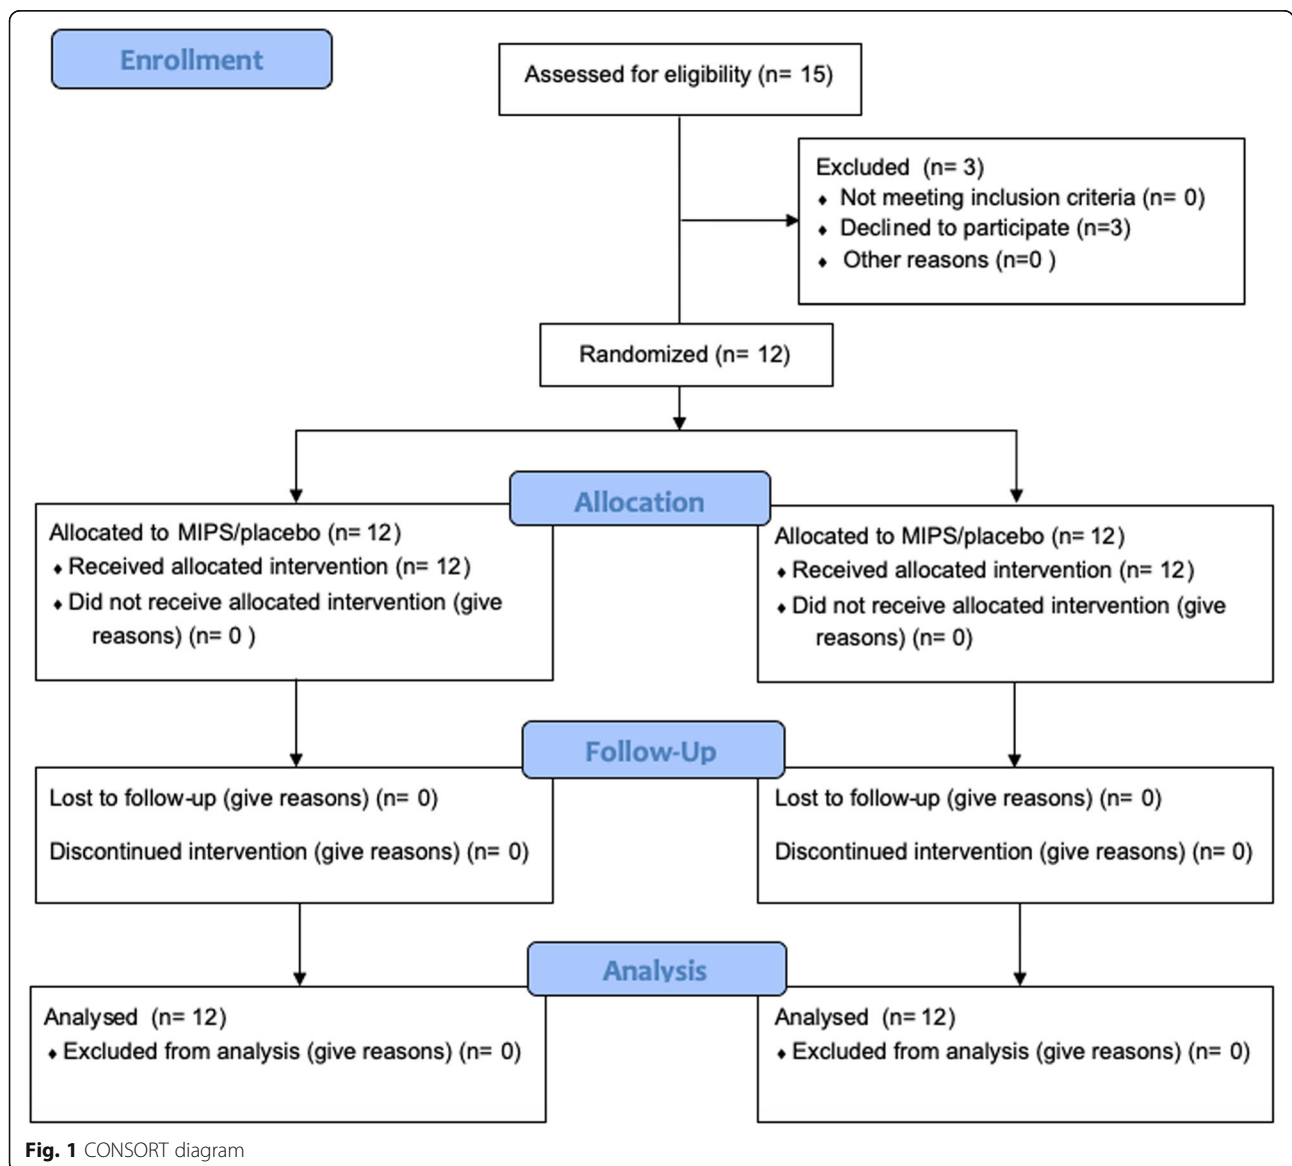 Enrollment
Assessed for eligibility (n= 15)
Excluded (n= 3)
♦ Not meeting inclusion criteria (n= 0)
♦ Declined to participate (n=3)
♦ Other reasons (n=0 )
Randomized (n= 12)
Allocation
Allocated to MIPS/placebo (n= 12)
♦ Received allocated intervention (n= 12)
♦ Did not receive allocated intervention (give
reasons) (n= 0 )
Allocated to MIPS/placebo (n= 12)
♦ Received allocated intervention (n= 12)
♦ Did not receive allocated intervention (give
reasons) (n= 0)
Follow-Up
Lost to follow-up (give reasons) (n= 0)
Discontinued intervention (give reasons) (n= 0)
Lost to follow-up (give reasons) (n= 0)
Discontinued intervention (give reasons) (n= 0)
Analysis
Analysed (n= 12)
♦ Excluded from analysis (give reasons) (n= 0)
Analysed (n= 12)
♦ Excluded from analysis (give reasons) (n= 0)
Fig. 1 CONSORT diagram